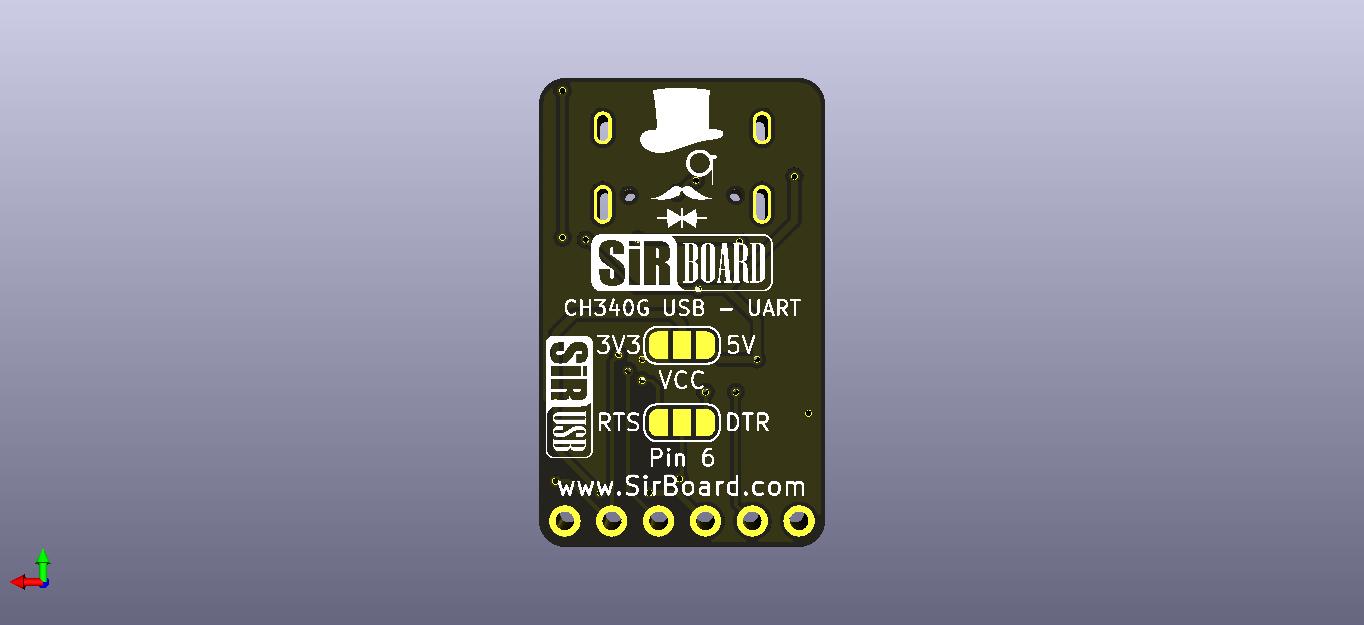 SiR BOARD
CH340G USB - UART
3V3 5V
VCC
SiR USB
RTS DTR
Pin 6
www.SirBoard.com